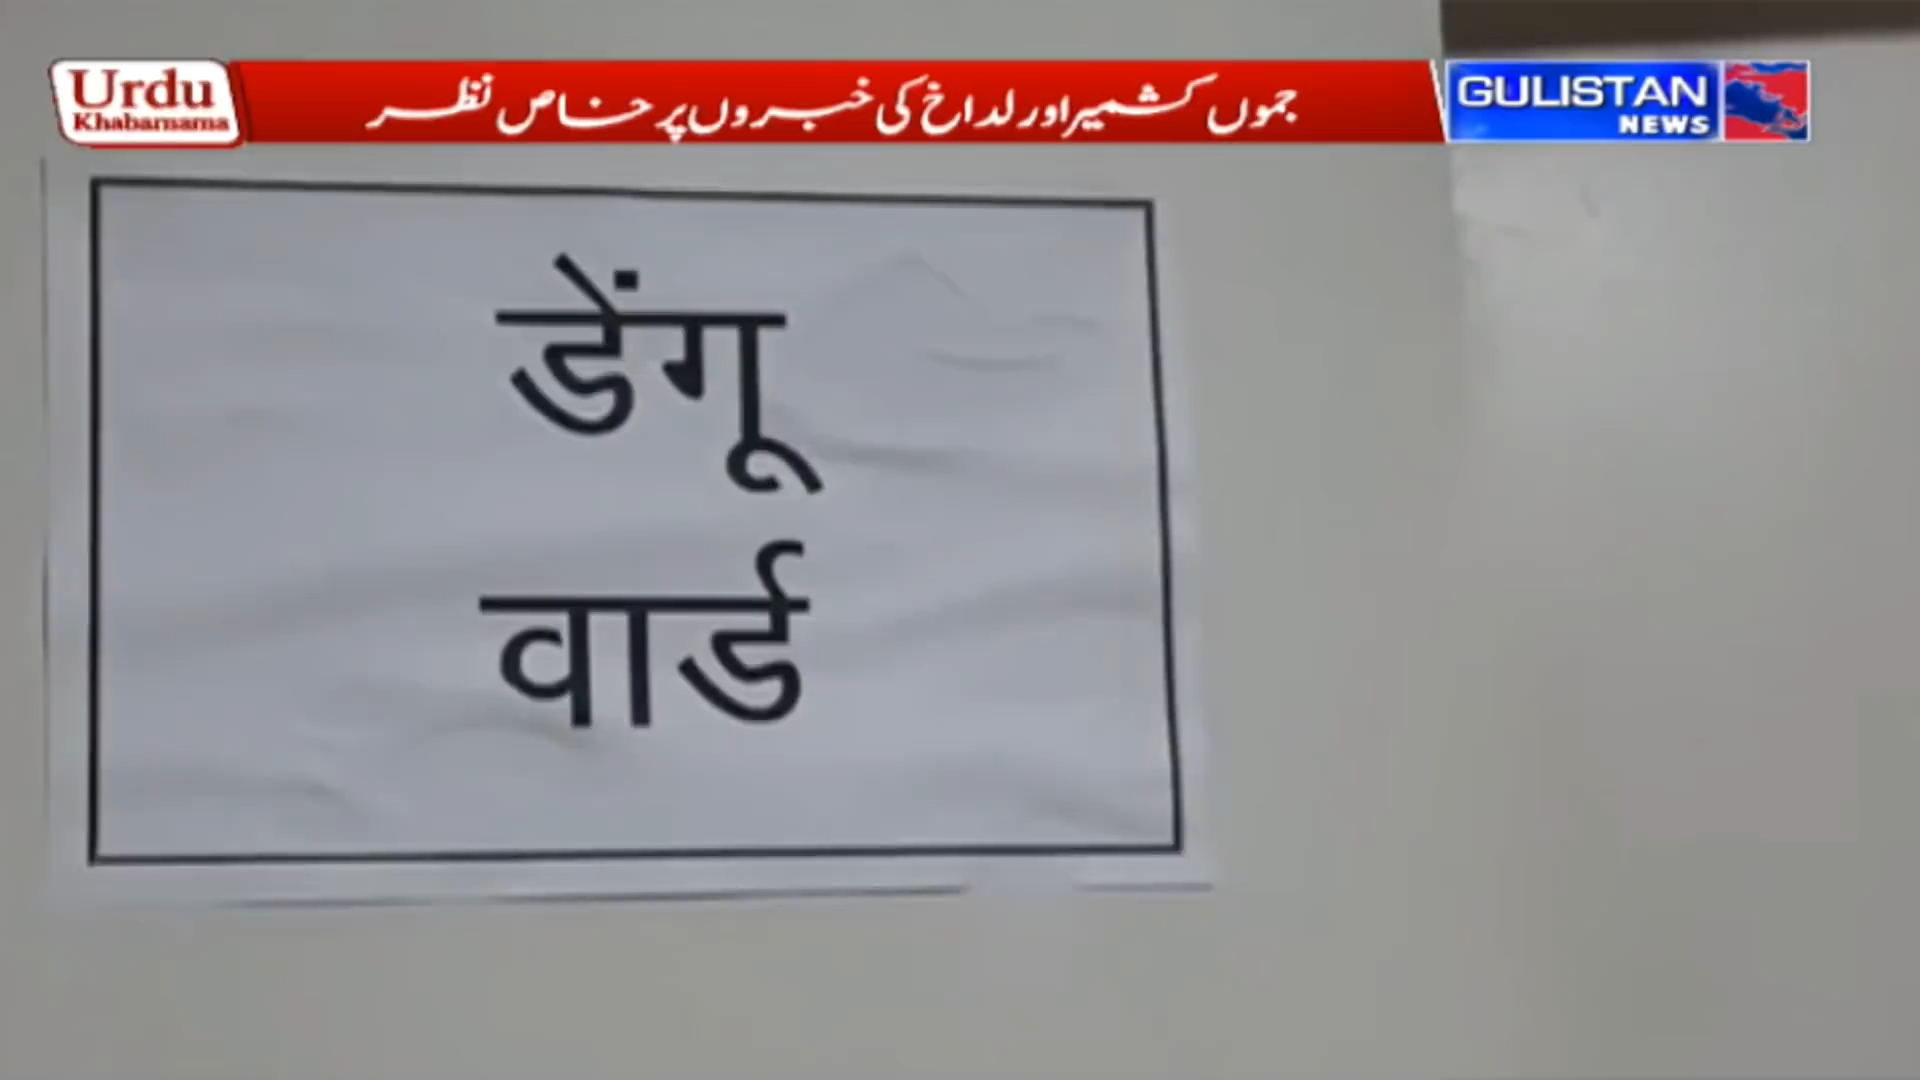 Urdu
Khabarnama
جموں کشمیر اور لداخ کی خبروں پر خاص نظر
GULISTAN
NEWS
डेंगू
वार्ड